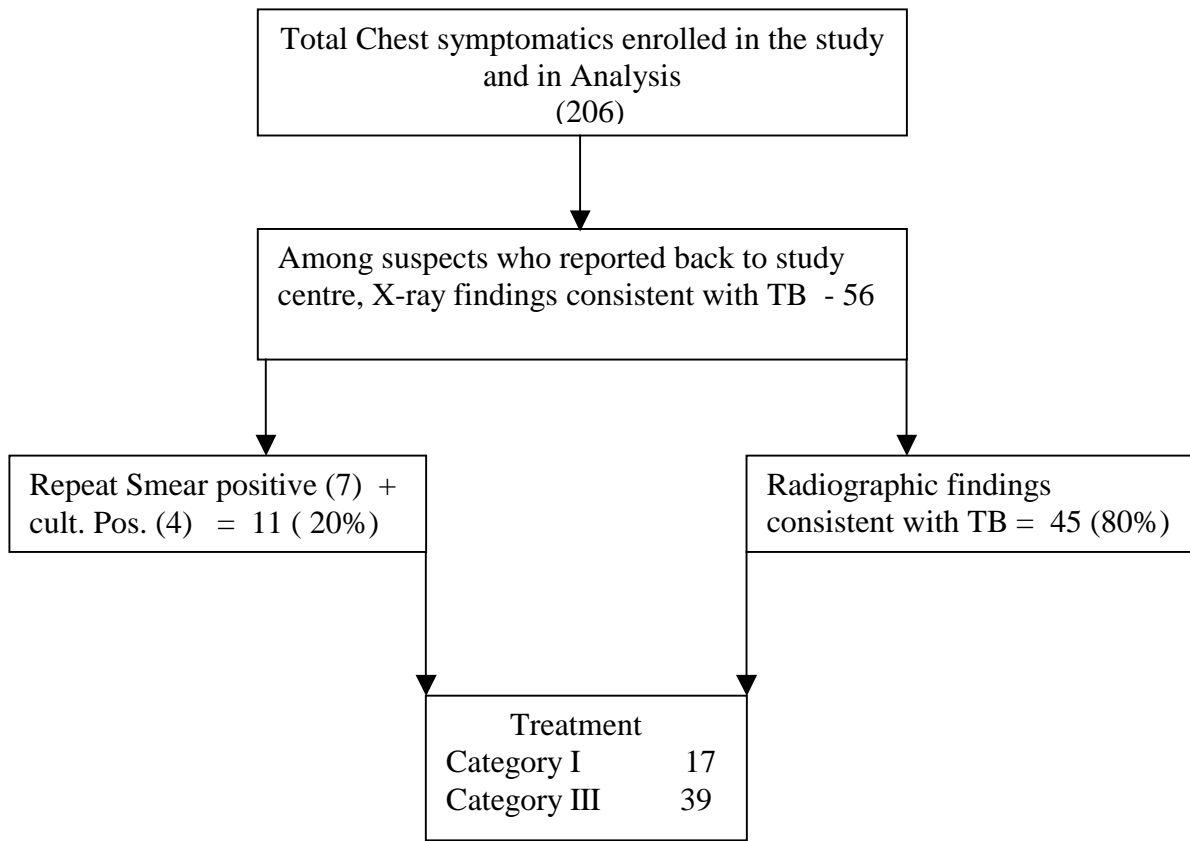 Total Chest symptomatics enrolled in the study
and in Analysis
(206)
Among suspects who reported back to study
centre, X-ray findings consistent with TB - 56
Repeat Smear positive (7) +
cult. Pos. (4) = 11 ( 20%)
Radiographic findings
consistent with TB = 45 (80%)
Treatment
Category I 17
Category III 39